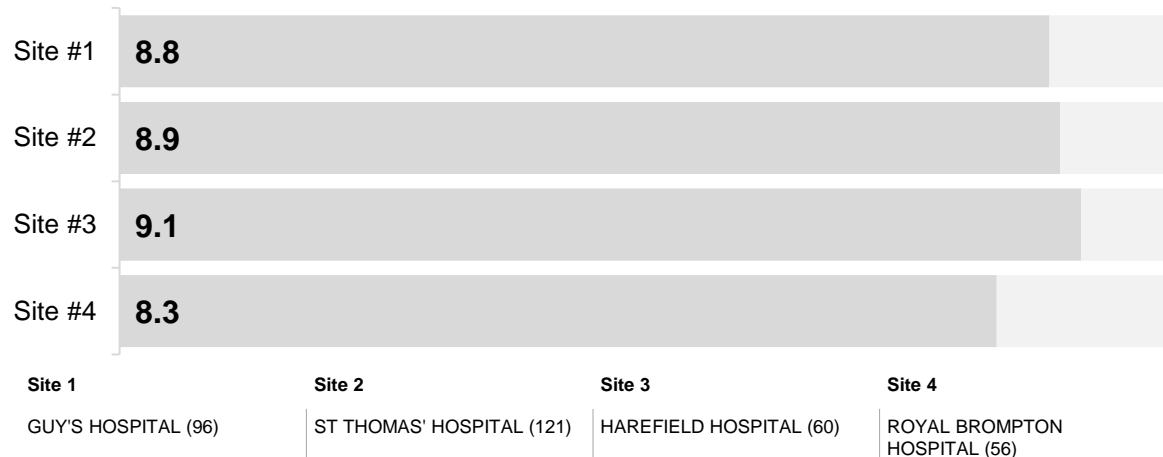 Site #1 8.8
Site #2 8.9
Site #3 9.1
Site #4 8.3
Site 1 Site 2 Site 3 Site 4
GUY'S HOSPITAL (96) ST THOMAS' HOSPITAL (121) HAREFIELD HOSPITAL (60) ROYAL BROMPTON
HOSPITAL (56)